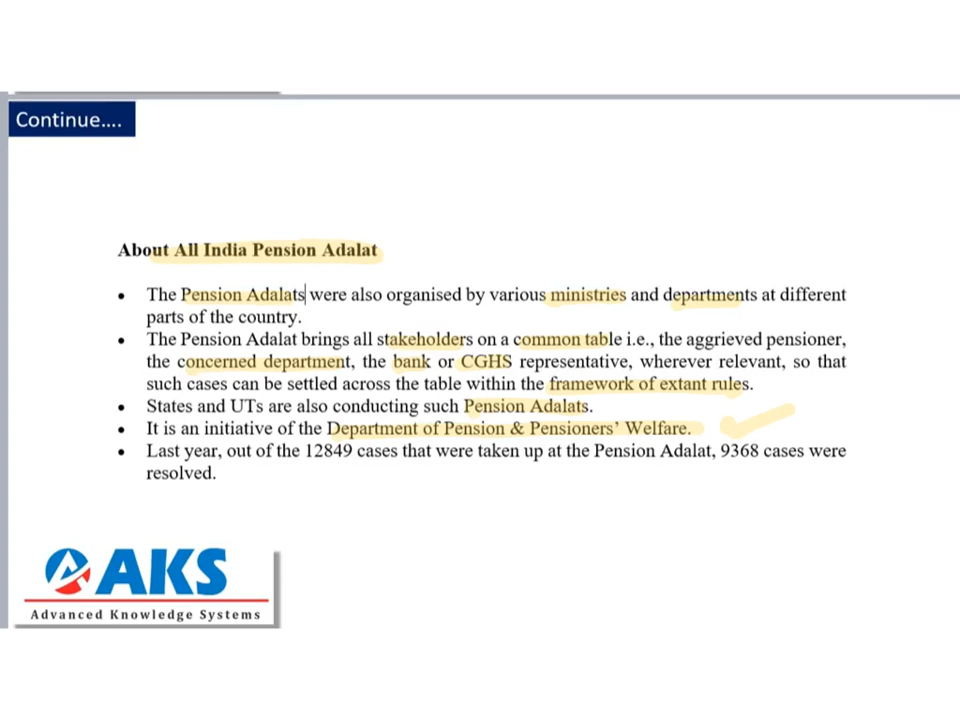 Continue....
About All India Pension Adalat
• The Pension Adalats were also organised by various ministries and departments at different
parts of the country.
• The Pension Adalat brings all stakeholders on a common table i.e., the aggrieved pensioner,
the concerned department, the bank or CGHS representative, wherever relevant, so that
such cases can be settled across the table within the framework of extant rules.
• States and UTs are also conducting such Pension Adalats.
• It is an initiative of the Department of Pension & Pensioners’ Welfare.
• Last year, out of the 12849 cases that were taken up at the Pension Adalat, 9368 cases were
resolved.
AKS
Advanced Knowledge Systems